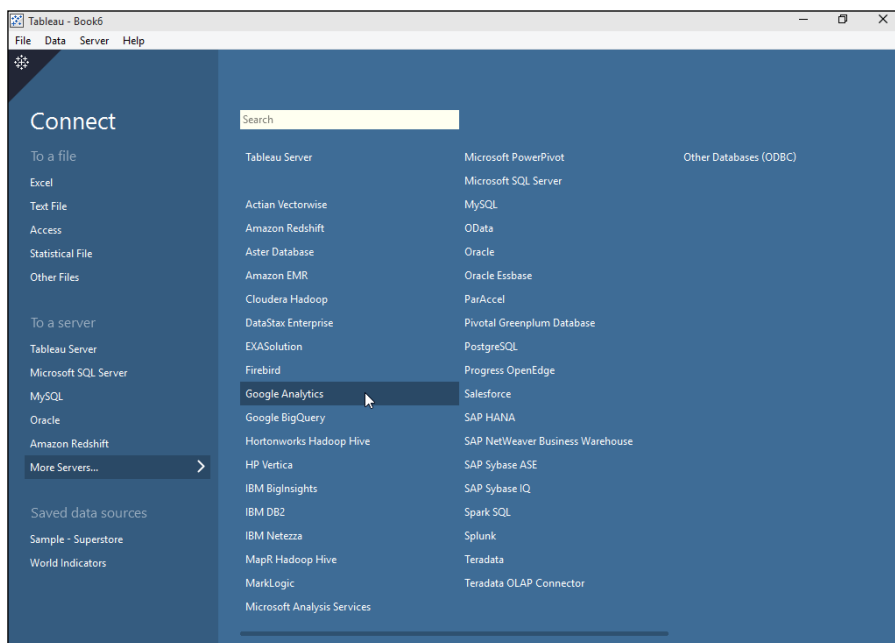 Tableau - Book6
File Data Server Help
Connect
To a file
Excel
Text File
Access
Statistical File
Other Files
To a server
Tableau Server
Microsoft SQL Server
MySQL
Oracle
Amazon Redshift
More Servers...
Saved data sources
Sample - Superstore
World Indicators
Search
Tableau Server
Actian Vectorwise
Amazon Redshift
Aster Database
Amazon EMR
Cloudera Hadoop
DataStax Enterprise
EXASolution
Firebird
Google Analytics
Google BigQuery
Hortonworks Hadoop Hive
HP Vertica
IBM BigInsights
IBM DB2
IBM Netezza
MapR Hadoop Hive
MarkLogic
Microsoft Analysis Services
Microsoft PowerPivot
Microsoft SQL Server
MySQL
OData
Oracle
Oracle Essbase
ParAccel
Pivotal Greenplum Database
PostgreSQL
Progress OpenEdge
Salesforce
SAP HANA
SAP NetWeaver Business Warehouse
SAP Sybase ASE
SAP Sybase IQ
Spark SQL
Splunk
Teradata
Teradata OLAP Connector
Other Databases (ODBC)